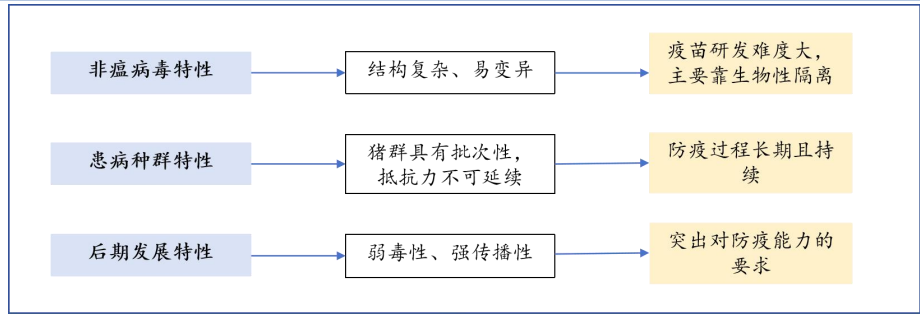 非瘟病毒特性
结构复杂、易变异
疫苗研发难度大，
主要靠生物性隔离
患病种群特性
猪群具有批次性，
抵抗力不可延续
防疫过程长期且持
续
后期发展特性
弱毒性、强传播性
突出对防疫能力的
要求